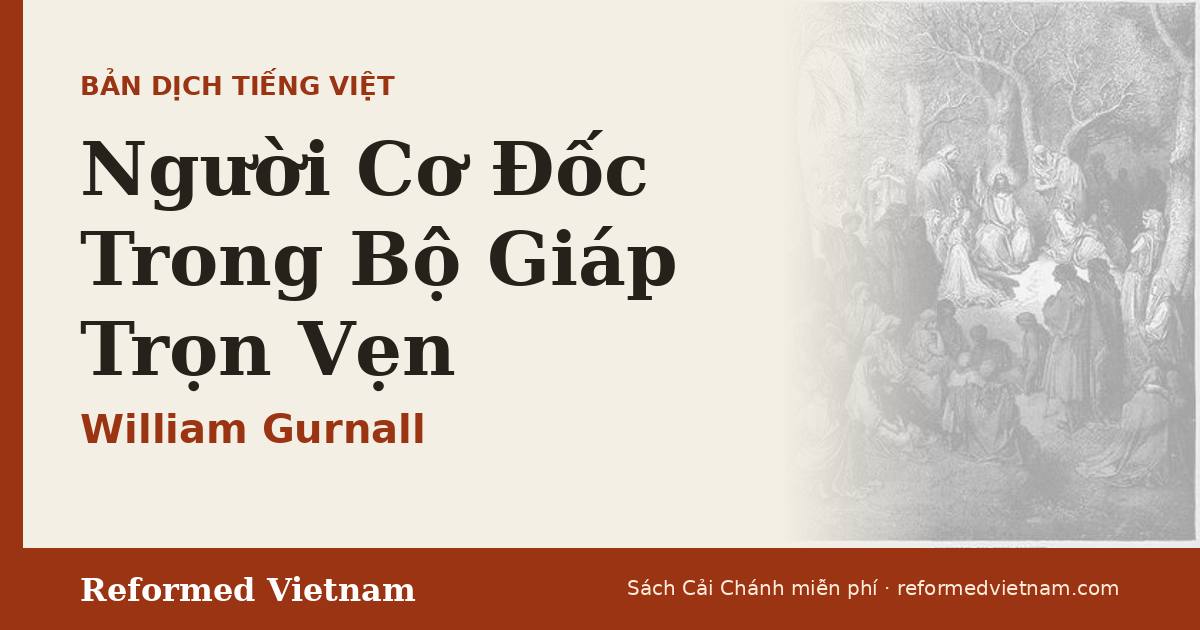 BẢN DỊCH TIẾNG VIỆT
Người Cơ Đốc
Trong Bộ Giáp
Trọn Vẹn
William Gurnall
Reformed Vietnam
Sách Cải Chánh miễn phí · reformedvietnam.com